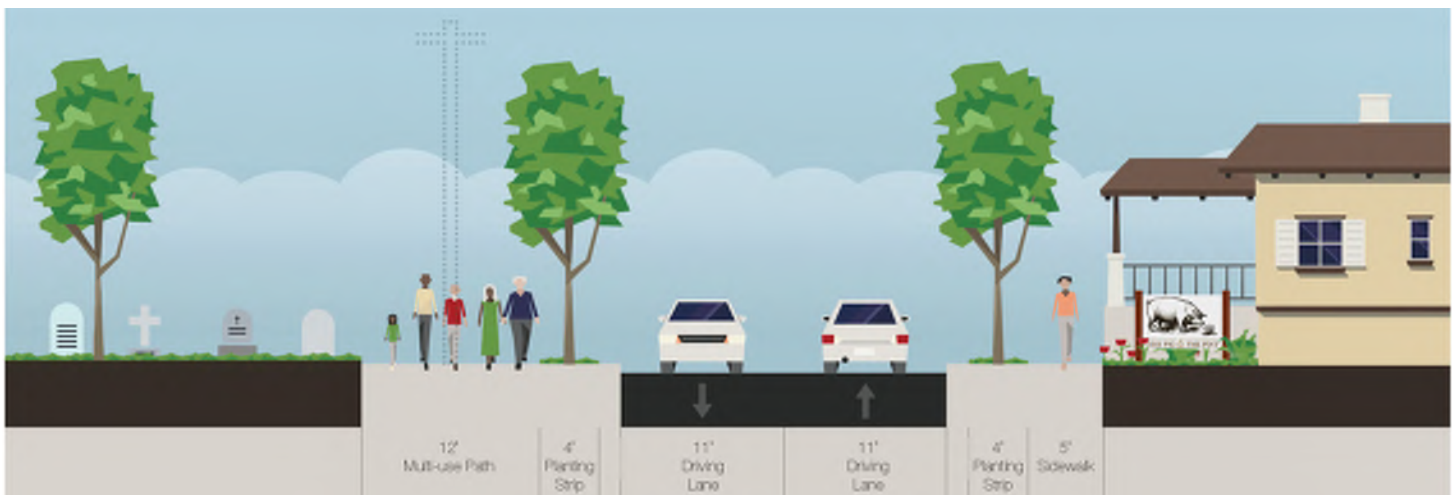 12'
Multi-use Path
4'
Planting
Strip
11'
Driving
Lane
11'
Driving
Lane
4'
Planting
Strip
5'
Sidewalk